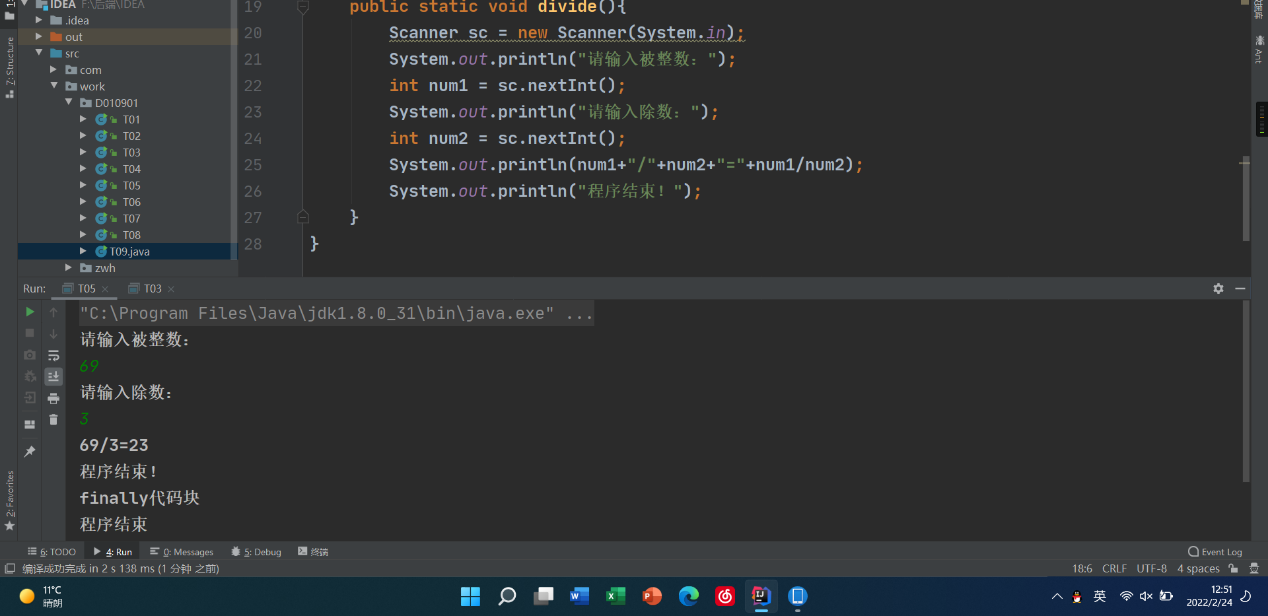 IDEA F:\后端\IDEA
.idea
out
src
com
work
D010901
T01
T02
T03
T04
T05
T06
T07
T08
T09.java
zwh
Z: Structure
2: Favorites
Ant
19 public static void divide(){
20 Scanner sc = new Scanner(System.in);
21 System.out.println("请输入被整数：");
22 int num1 = sc.nextInt();
23 System.out.println("请输入除数：");
24 int num2 = sc.nextInt();
25 System.out.println(num1+"/"+num2+"="+num1/num2);
26 System.out.println("程序结束！");
27 }
28 }
Run: T05 T03
"C:\Program Files\Java\jdk1.8.0_31\bin\java.exe" ...
请输入被整数：
69
请输入除数：
3
69/3=23
程序结束！
finally代码块
程序结束
6: TODO 4: Run 0: Messages 5: Debug 终端 Event Log
编译成功完成 in 2 s 138 ms (1 分钟 之前) 18:6 CRLF UTF-8 4 spaces
11°C
晴朗
英
12:51
2022/2/24